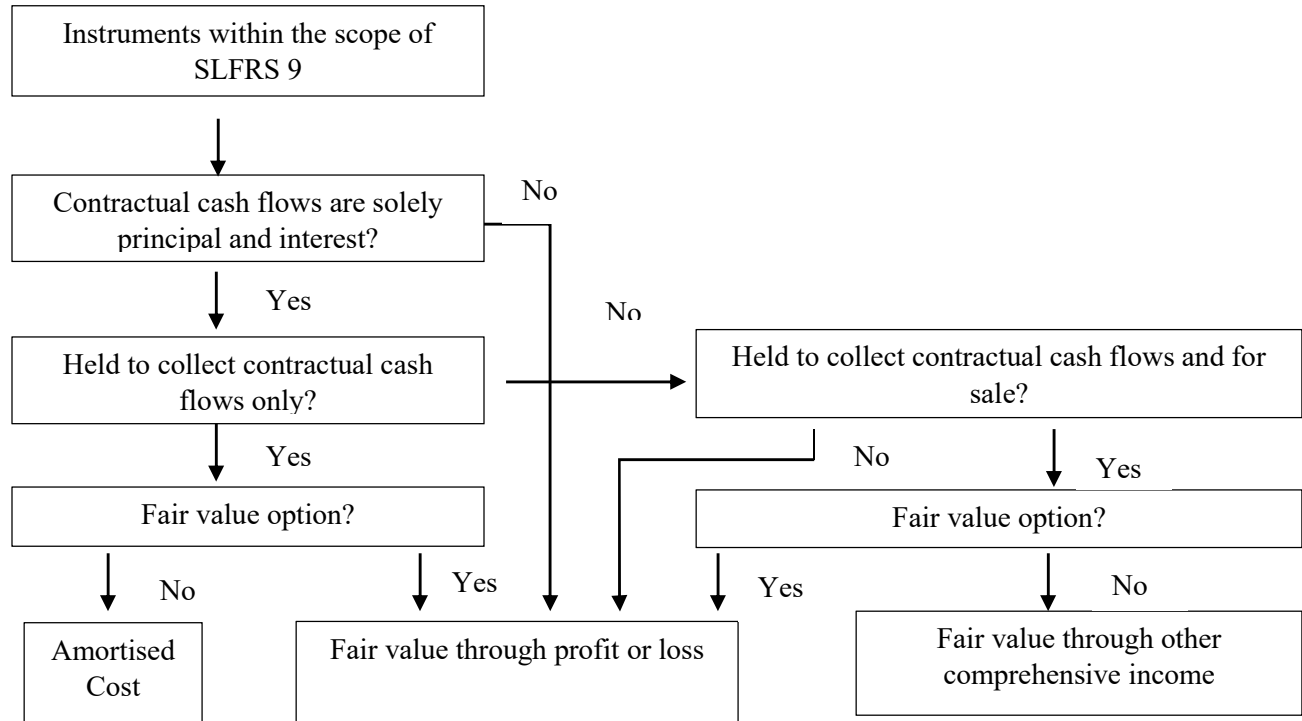 Instruments within the scope of
SLFRS 9
No
Contractual cash flows are solely
principal and interest?
Yes
No
Held to collect contractual cash
flows only?
Held to collect contractual cash flows and for
sale?
Yes
No
Yes
Fair value option?
Fair value option?
No
Yes
Yes
No
Amortised
Cost
Fair value through profit or loss
Fair value through other
comprehensive income